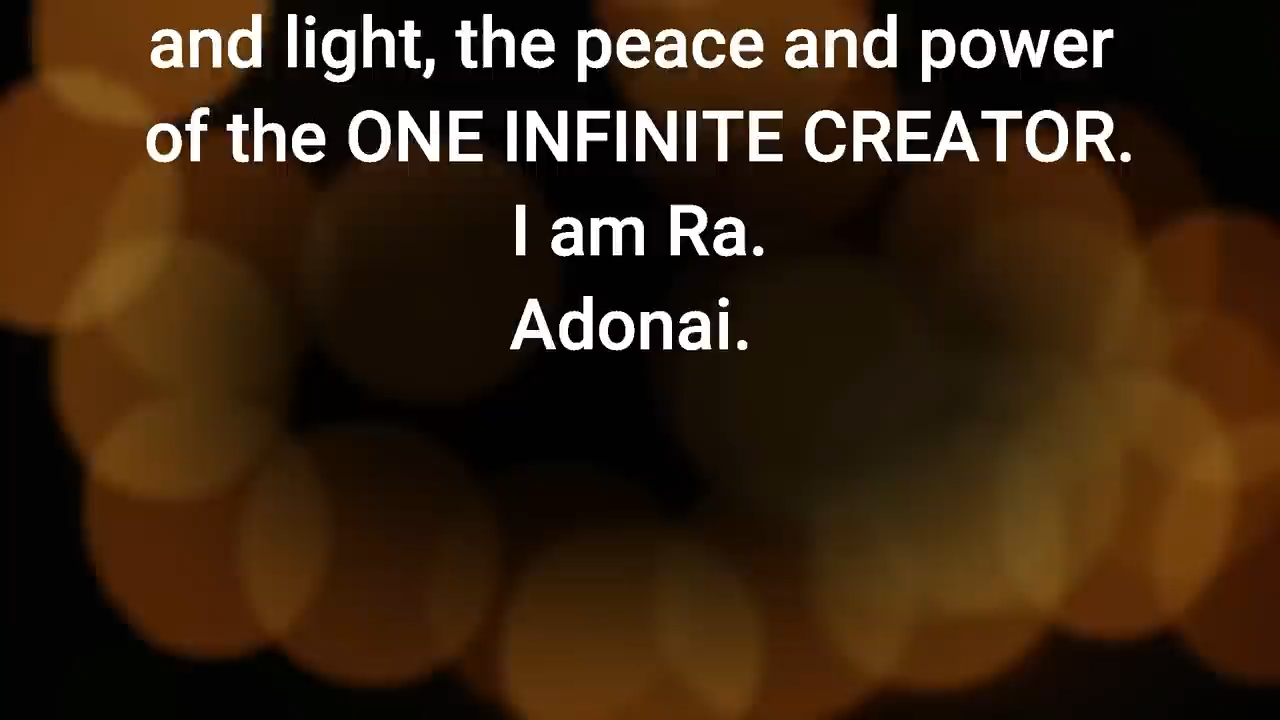 and light, the peace and power
of the ONE INFINITE CREATOR.
I am Ra.
Adonai.